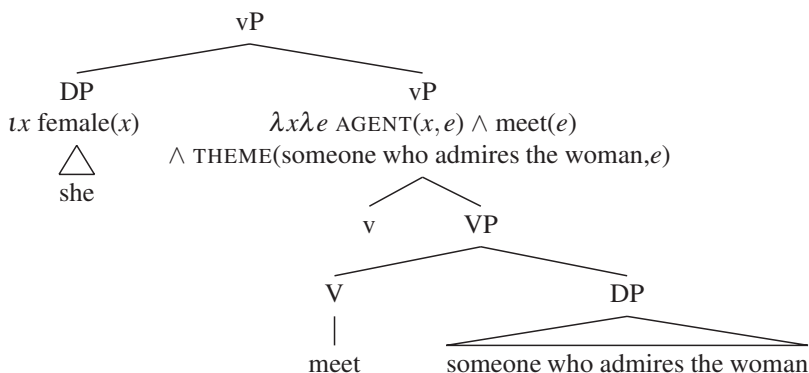 vP
DP vP
ιx female(x) λxλe AGENT(x, e) ∧ meet(e)
∧ THEME(someone who admires the woman,e)
she
v VP
V DP
meet someone who admires the woman